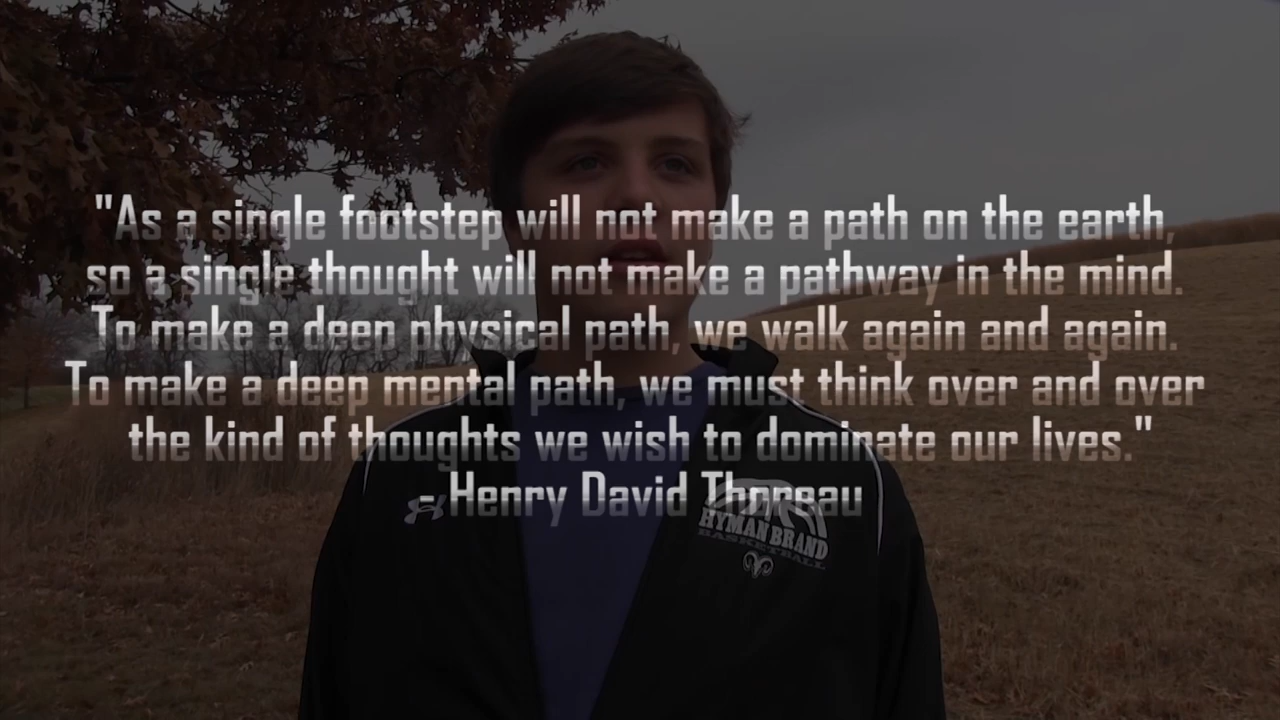 "As a single footstep will not make a path on the earth,
so a single thought will not make a pathway in the mind.
To make a deep physical path, we walk again and again.
To make a deep mental path, we must think over and over
the kind of thoughts we wish to dominate our lives."
- Henry David Thoreau
HYMAN BRAND
BASKETBALL